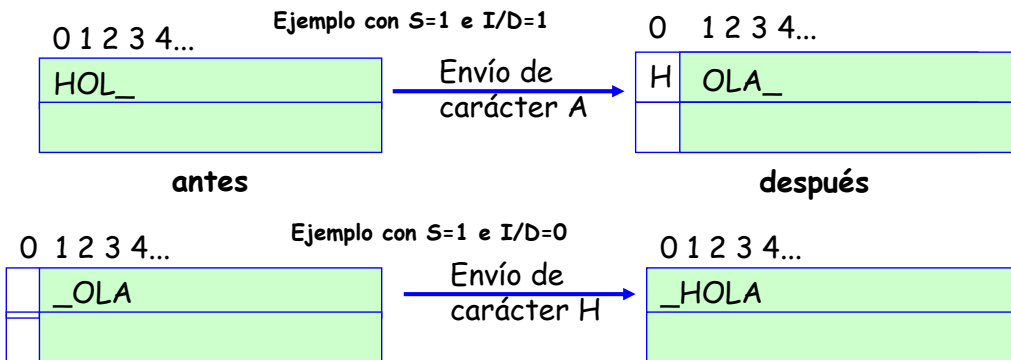 Ejemplo con S=1 e I/D=1
0 1 2 3 4...
0 1 2 3 4...
HOL_
Envío de
carácter A
H OLA_
antes
después
Ejemplo con S=1 e I/D=0
0 1 2 3 4...
0 1 2 3 4...
_OLA
Envío de
carácter H
_HOLA